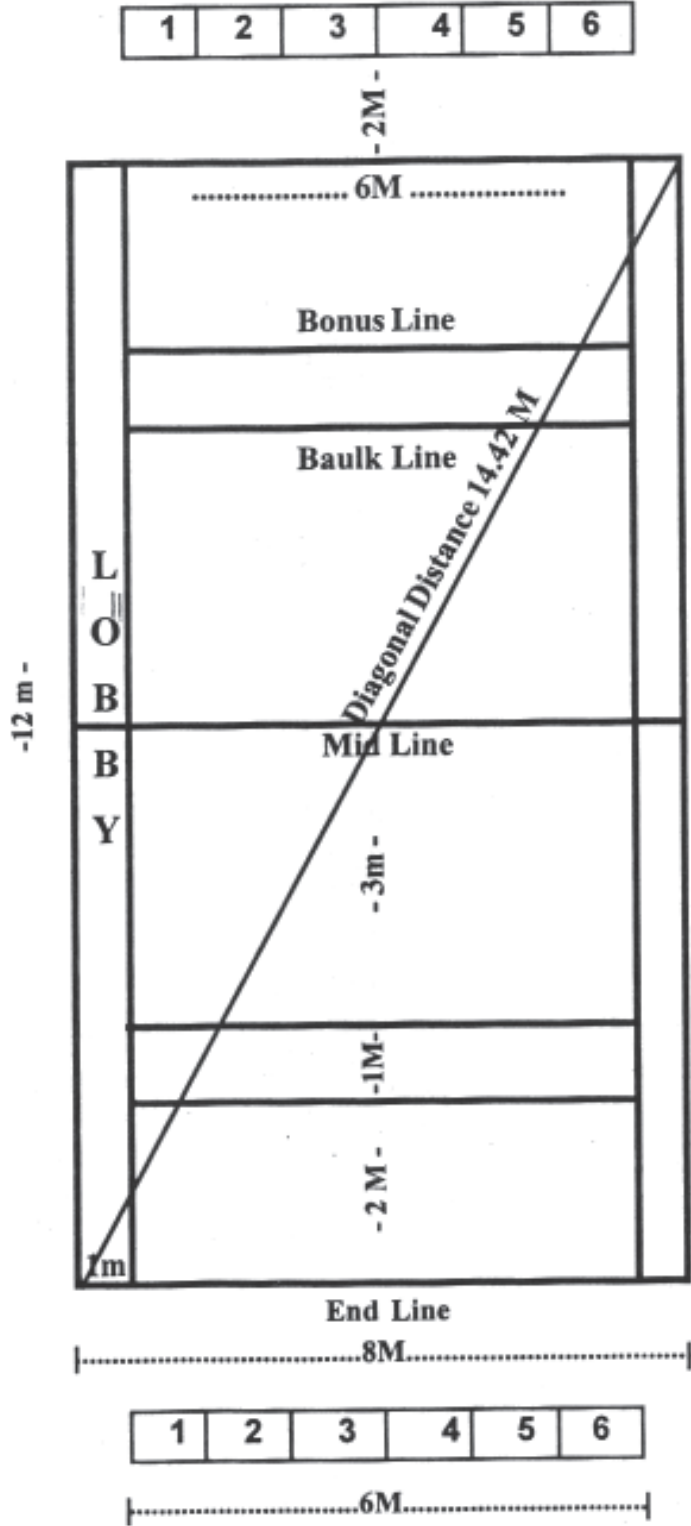 1 2 3 4 5 6
- 2M -
6M
Bonus Line
Baulk Line
Diagonal Distance 14.42 M
LOBBY
-12 m -
Mid Line
- 3m -
-1M-
- 2 M -
1m
End Line
8M
1 2 3 4 5 6
6M